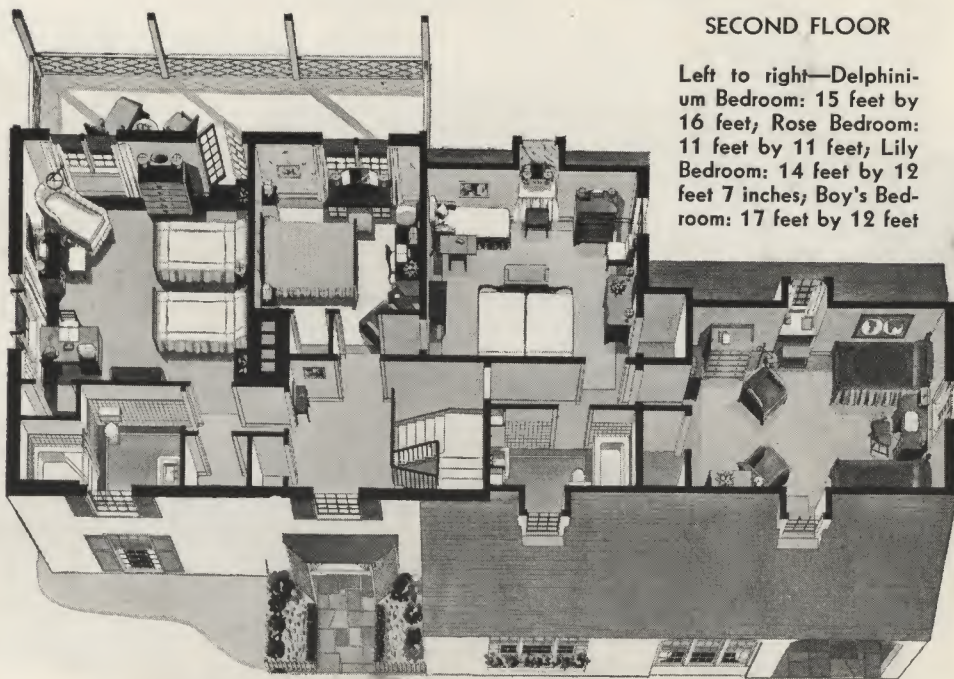 SECOND FLOOR
Left to right—Delphini-
um Bedroom: 15 feet by
16 feet; Rose Bedroom:
11 feet by 11 feet; Lily
Bedroom: 14 feet by 12
feet 7 inches; Boy's Bed-
room: 17 feet by 12 feet